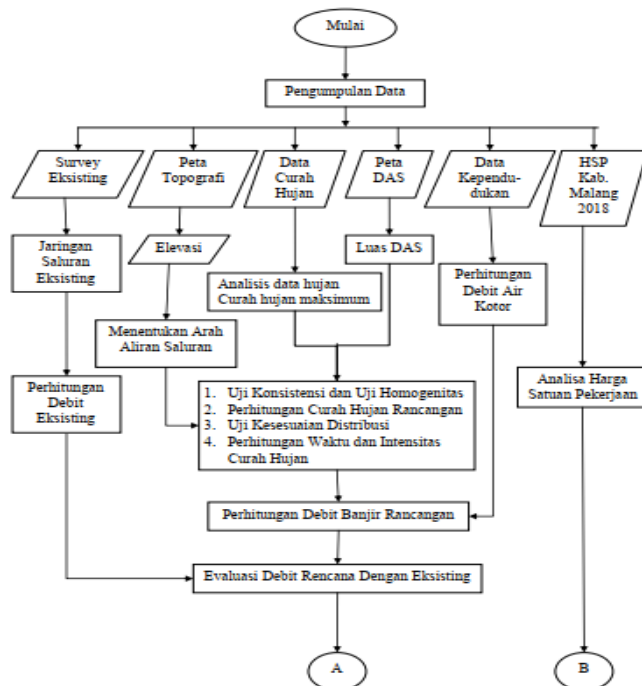 Mulai
Pengumpulan Data
Survey
Eksisting
Peta
Topografi
Data
Curah
Hujan
Peta
DAS
Data
Kependu-
dukan
HSP
Kab.
Malang
2018
Jaringan
Saluran
Eksisting
Elevasi
Luas DAS
Analisis data hujan
Curah hujan maksimum
Perhitungan
Debit Air
Kotor
Menentukan Arah
Aliran Saluran
Perhitungan
Debit
Eksisting
1. Uji Konsistensi dan Uji Homogenitas
2. Perhitungan Curah Hujan Rancangan
3. Uji Kesesuaian Distribusi
4. Perhitungan Waktu dan Intensitas
Curah Hujan
Analisa Harga
Satuan Pekerjaan
Perhitungan Debit Banjir Rancangan
Evaluasi Debit Rencana Dengan Eksisting
A
B